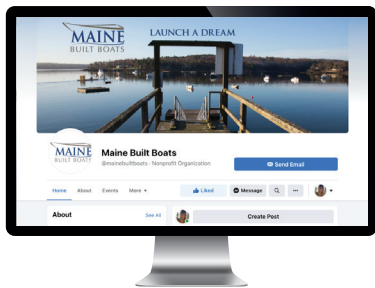 MAINE
BUILT BOATS
LAUNCH A DREAM
MAINE
BUILT BOATS
Maine Built Boats
@mainebuiltboats · Nonprofit Organization
Send Email
Home About Events More
Liked
Message
About
See All
Create Post